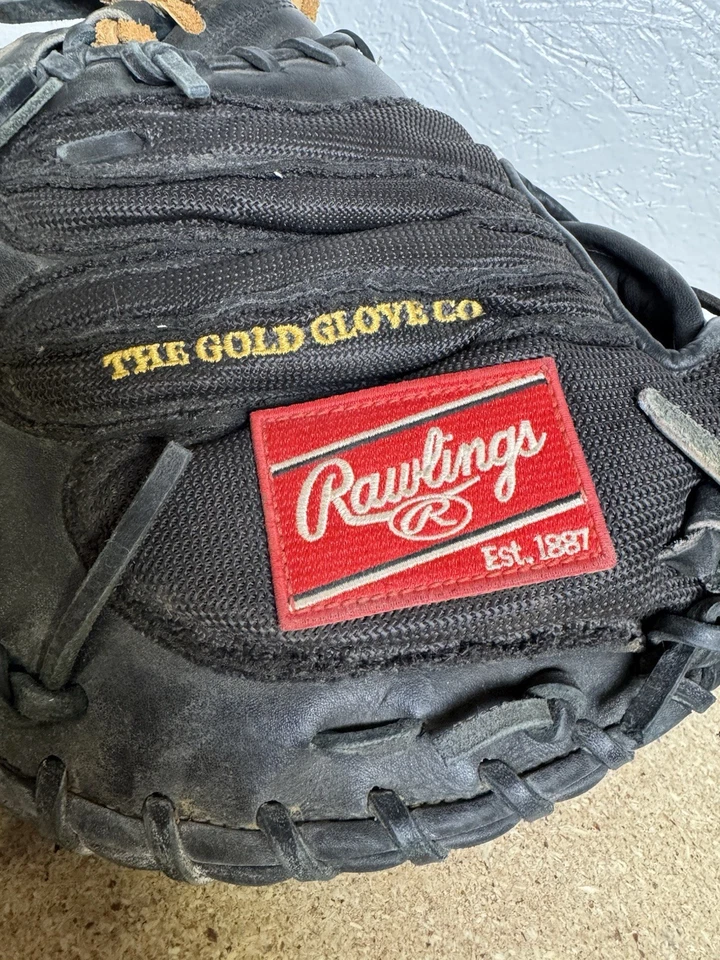 THE GOLD GLOVE CO
Rawlings
R
Est. 1887